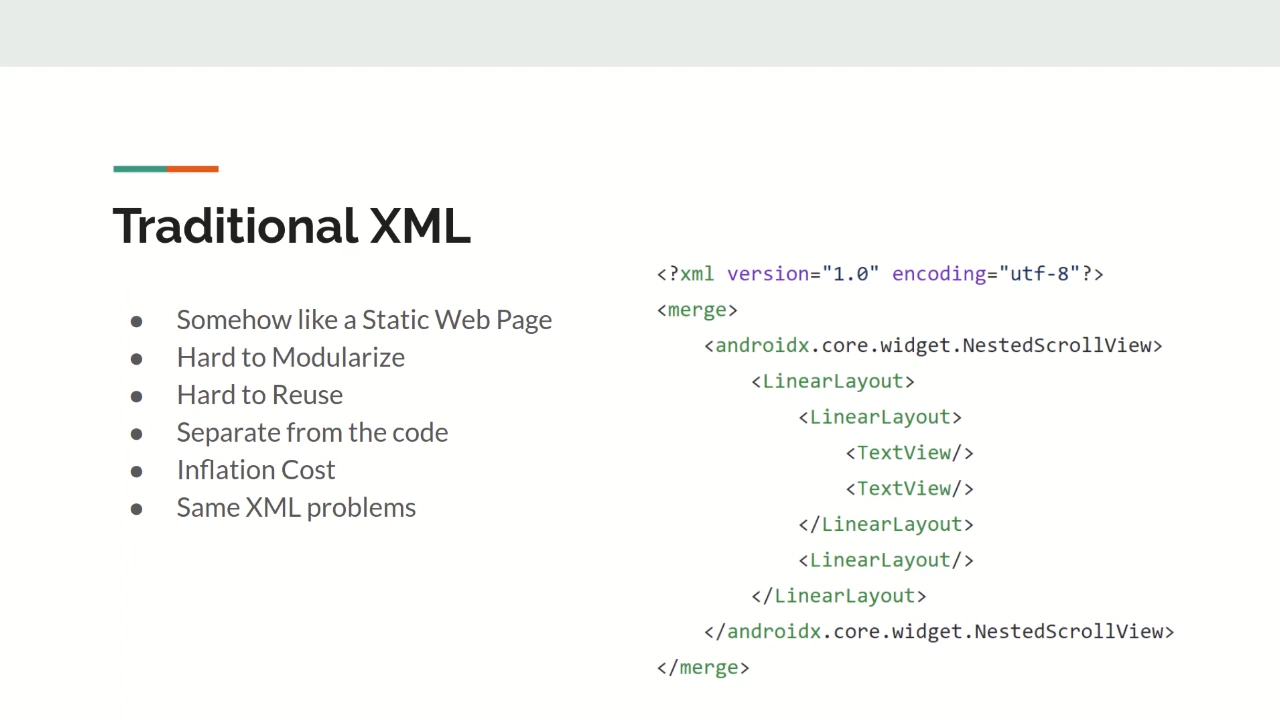 Traditional XML
● Somehow like a Static Web Page
● Hard to Modularize
● Hard to Reuse
● Separate from the code
● Inflation Cost
● Same XML problems
<?xml version="1.0" encoding="utf-8"?>
<merge>
    <androidx.core.widget.NestedScrollView>
        <LinearLayout>
            <LinearLayout>
                <TextView/>
                <TextView/>
            </LinearLayout>
            <LinearLayout/>
        </LinearLayout>
    </androidx.core.widget.NestedScrollView>
</merge>